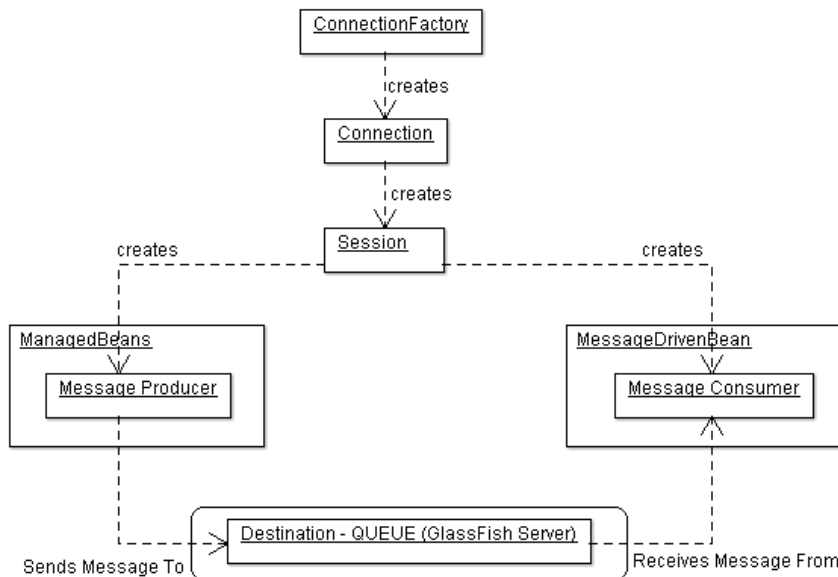 ConnectionFactory
creates
Connection
creates
Session
creates
creates
ManagedBeans
MessageDrivenBean
Message Producer
Message Consumer
Destination - QUEUE (GlassFish Server)
Sends Message To
Receives Message From